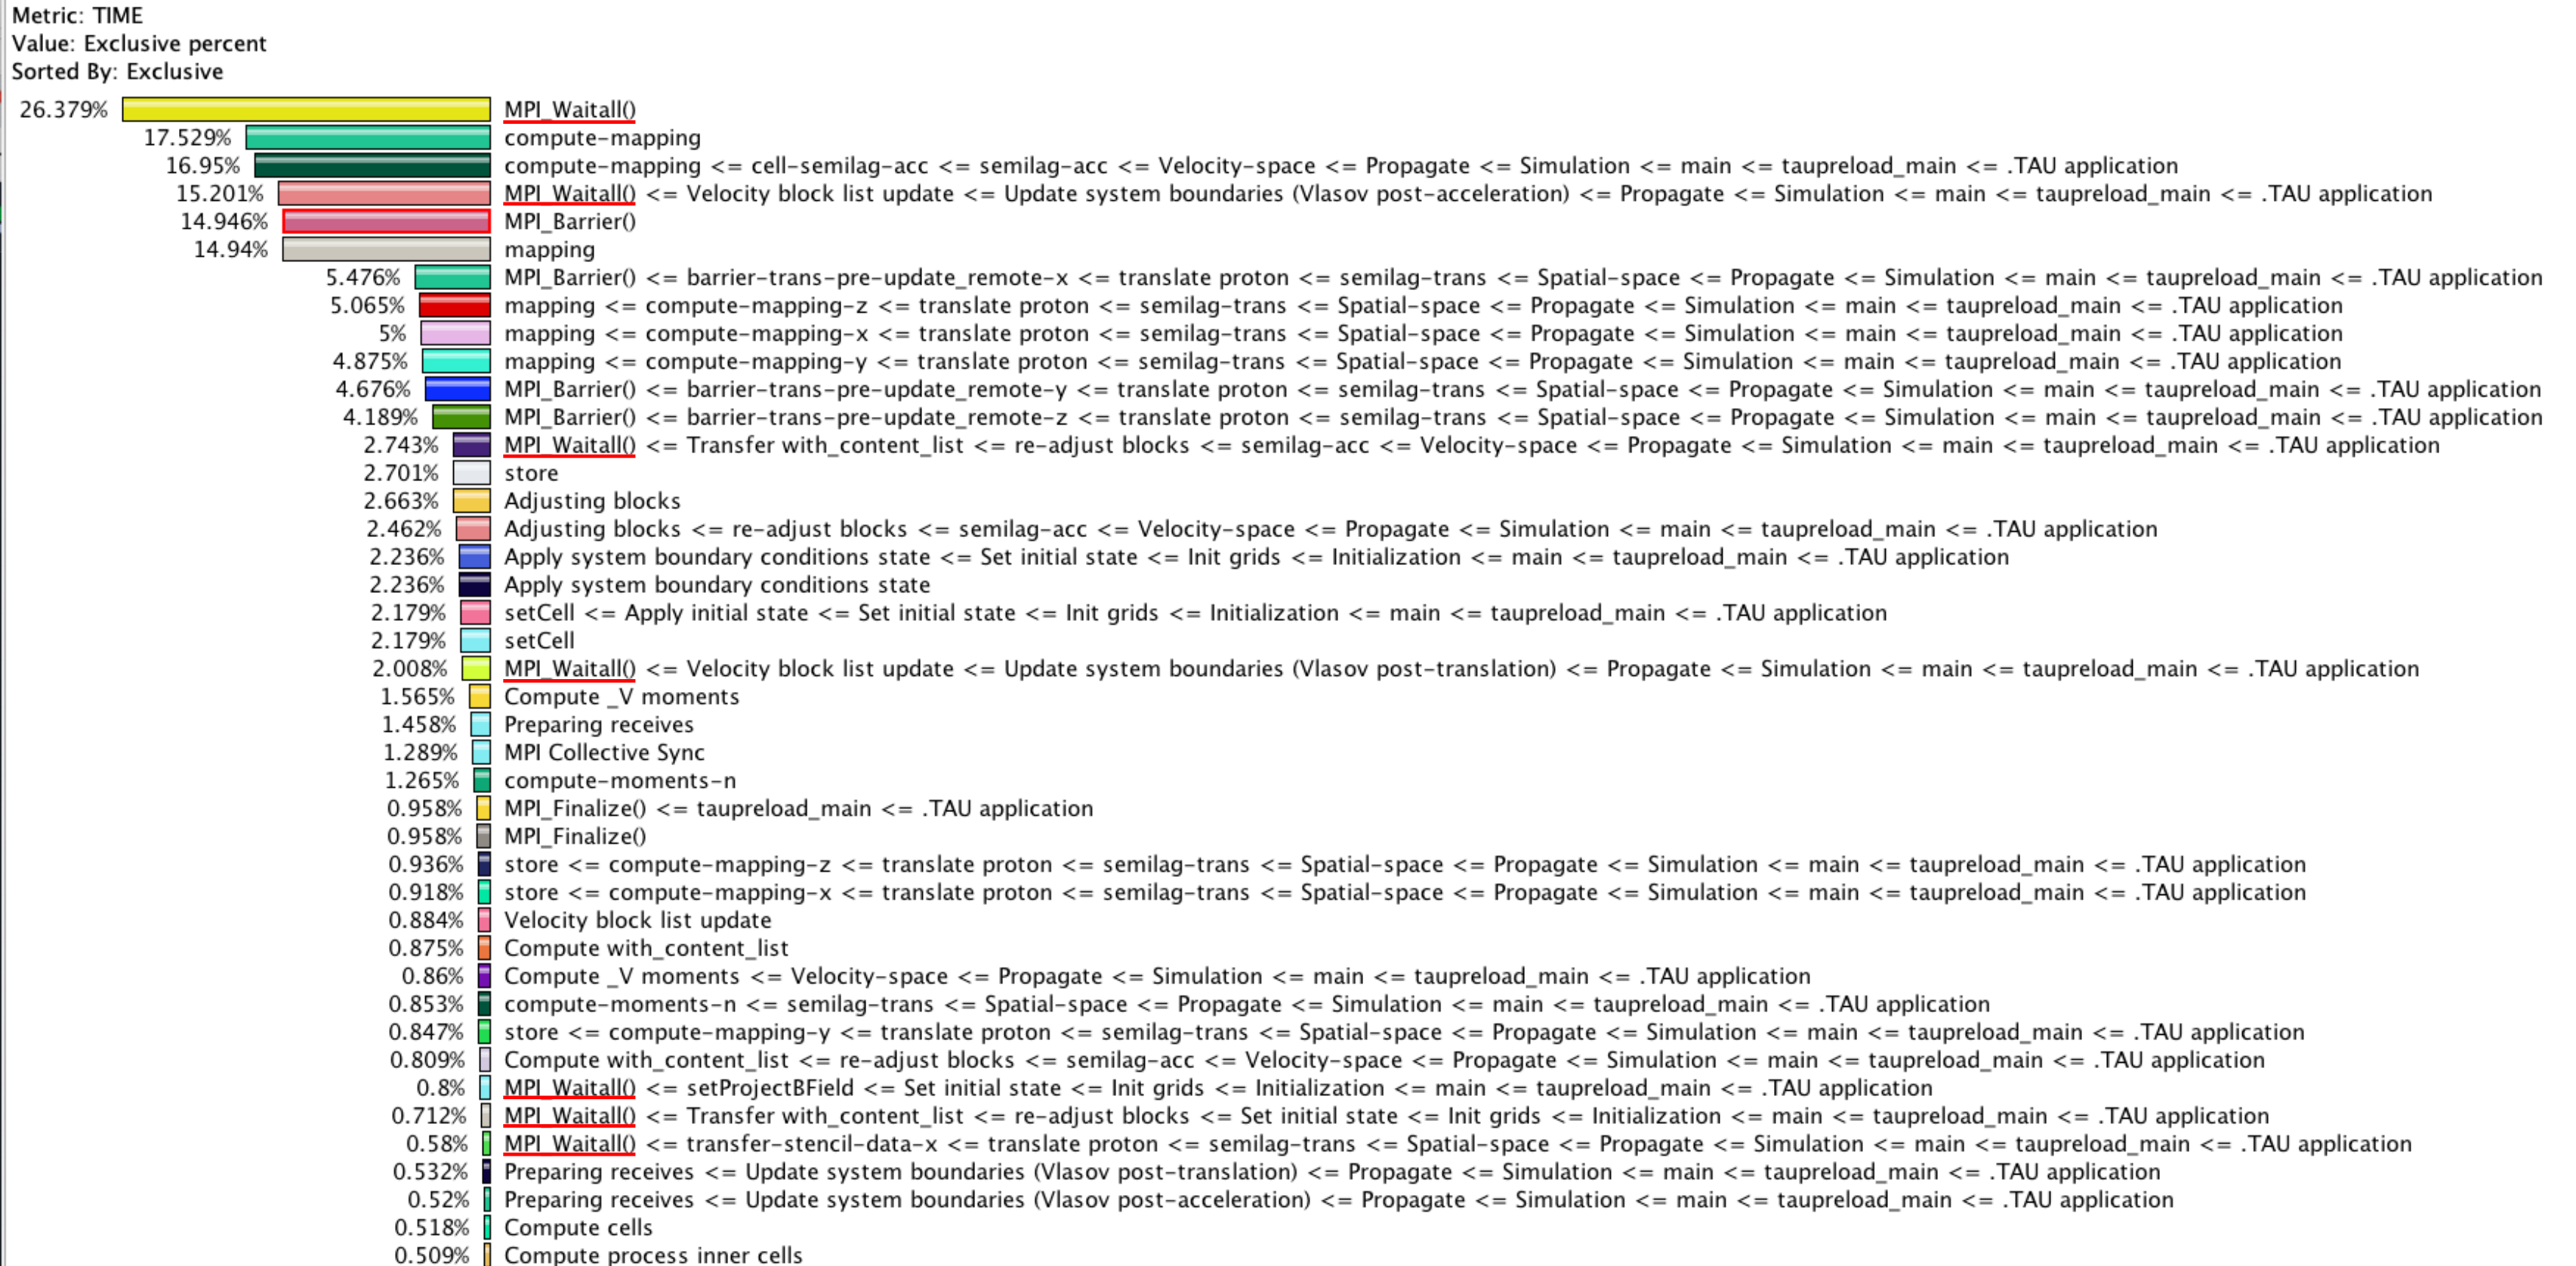 Metric: TIME
Value: Exclusive percent
Sorted By: Exclusive
26.379% MPI_Waitall()
17.529% compute-mapping
16.95% compute-mapping <= cell-semilag-acc <= semilag-acc <= Velocity-space <= Propagate <= Simulation <= main <= taupreload_main <= .TAU application
15.201% MPI_Waitall() <= Velocity block list update <= Update system boundaries (Vlasov post-acceleration) <= Propagate <= Simulation <= main <= taupreload_main <= .TAU application
14.946% MPI_Barrier()
14.94% mapping
5.476% MPI_Barrier() <= barrier-trans-pre-update_remote-x <= translate proton <= semilag-trans <= Spatial-space <= Propagate <= Simulation <= main <= taupreload_main <= .TAU application
5.065% mapping <= compute-mapping-z <= translate proton <= semilag-trans <= Spatial-space <= Propagate <= Simulation <= main <= taupreload_main <= .TAU application
5% mapping <= compute-mapping-x <= translate proton <= semilag-trans <= Spatial-space <= Propagate <= Simulation <= main <= taupreload_main <= .TAU application
4.875% mapping <= compute-mapping-y <= translate proton <= semilag-trans <= Spatial-space <= Propagate <= Simulation <= main <= taupreload_main <= .TAU application
4.676% MPI_Barrier() <= barrier-trans-pre-update_remote-y <= translate proton <= semilag-trans <= Spatial-space <= Propagate <= Simulation <= main <= taupreload_main <= .TAU application
4.189% MPI_Barrier() <= barrier-trans-pre-update_remote-z <= translate proton <= semilag-trans <= Spatial-space <= Propagate <= Simulation <= main <= taupreload_main <= .TAU application
2.743% MPI_Waitall() <= Transfer with_content_list <= re-adjust blocks <= semilag-acc <= Velocity-space <= Propagate <= Simulation <= main <= taupreload_main <= .TAU application
2.701% store
2.663% Adjusting blocks
2.462% Adjusting blocks <= re-adjust blocks <= semilag-acc <= Velocity-space <= Propagate <= Simulation <= main <= taupreload_main <= .TAU application
2.236% Apply system boundary conditions state <= Set initial state <= Init grids <= Initialization <= main <= taupreload_main <= .TAU application
2.236% Apply system boundary conditions state
2.179% setCell <= Apply initial state <= Set initial state <= Init grids <= Initialization <= main <= taupreload_main <= .TAU application
2.179% setCell
2.008% MPI_Waitall() <= Velocity block list update <= Update system boundaries (Vlasov post-translation) <= Propagate <= Simulation <= main <= taupreload_main <= .TAU application
1.565% Compute _V moments
1.458% Preparing receives
1.289% MPI Collective Sync
1.265% compute-moments-n
0.958% MPI_Finalize() <= taupreload_main <= .TAU application
0.958% MPI_Finalize()
0.936% store <= compute-mapping-z <= translate proton <= semilag-trans <= Spatial-space <= Propagate <= Simulation <= main <= taupreload_main <= .TAU application
0.918% store <= compute-mapping-x <= translate proton <= semilag-trans <= Spatial-space <= Propagate <= Simulation <= main <= taupreload_main <= .TAU application
0.884% Velocity block list update
0.875% Compute with_content_list
0.86% Compute _V moments <= Velocity-space <= Propagate <= Simulation <= main <= taupreload_main <= .TAU application
0.853% compute-moments-n <= semilag-trans <= Spatial-space <= Propagate <= Simulation <= main <= taupreload_main <= .TAU application
0.847% store <= compute-mapping-y <= translate proton <= semilag-trans <= Spatial-space <= Propagate <= Simulation <= main <= taupreload_main <= .TAU application
0.809% Compute with_content_list <= re-adjust blocks <= semilag-acc <= Velocity-space <= Propagate <= Simulation <= main <= taupreload_main <= .TAU application
0.8% MPI_Waitall() <= setProjectBField <= Set initial state <= Init grids <= Initialization <= main <= taupreload_main <= .TAU application
0.712% MPI_Waitall() <= Transfer with_content_list <= re-adjust blocks <= Set initial state <= Init grids <= Initialization <= main <= taupreload_main <= .TAU application
0.58% MPI_Waitall() <= transfer-stencil-data-x <= translate proton <= semilag-trans <= Spatial-space <= Propagate <= Simulation <= main <= taupreload_main <= .TAU application
0.532% Preparing receives <= Update system boundaries (Vlasov post-translation) <= Propagate <= Simulation <= main <= taupreload_main <= .TAU application
0.52% Preparing receives <= Update system boundaries (Vlasov post-acceleration) <= Propagate <= Simulation <= main <= taupreload_main <= .TAU application
0.518% Compute cells
0.509% Compute process inner cells